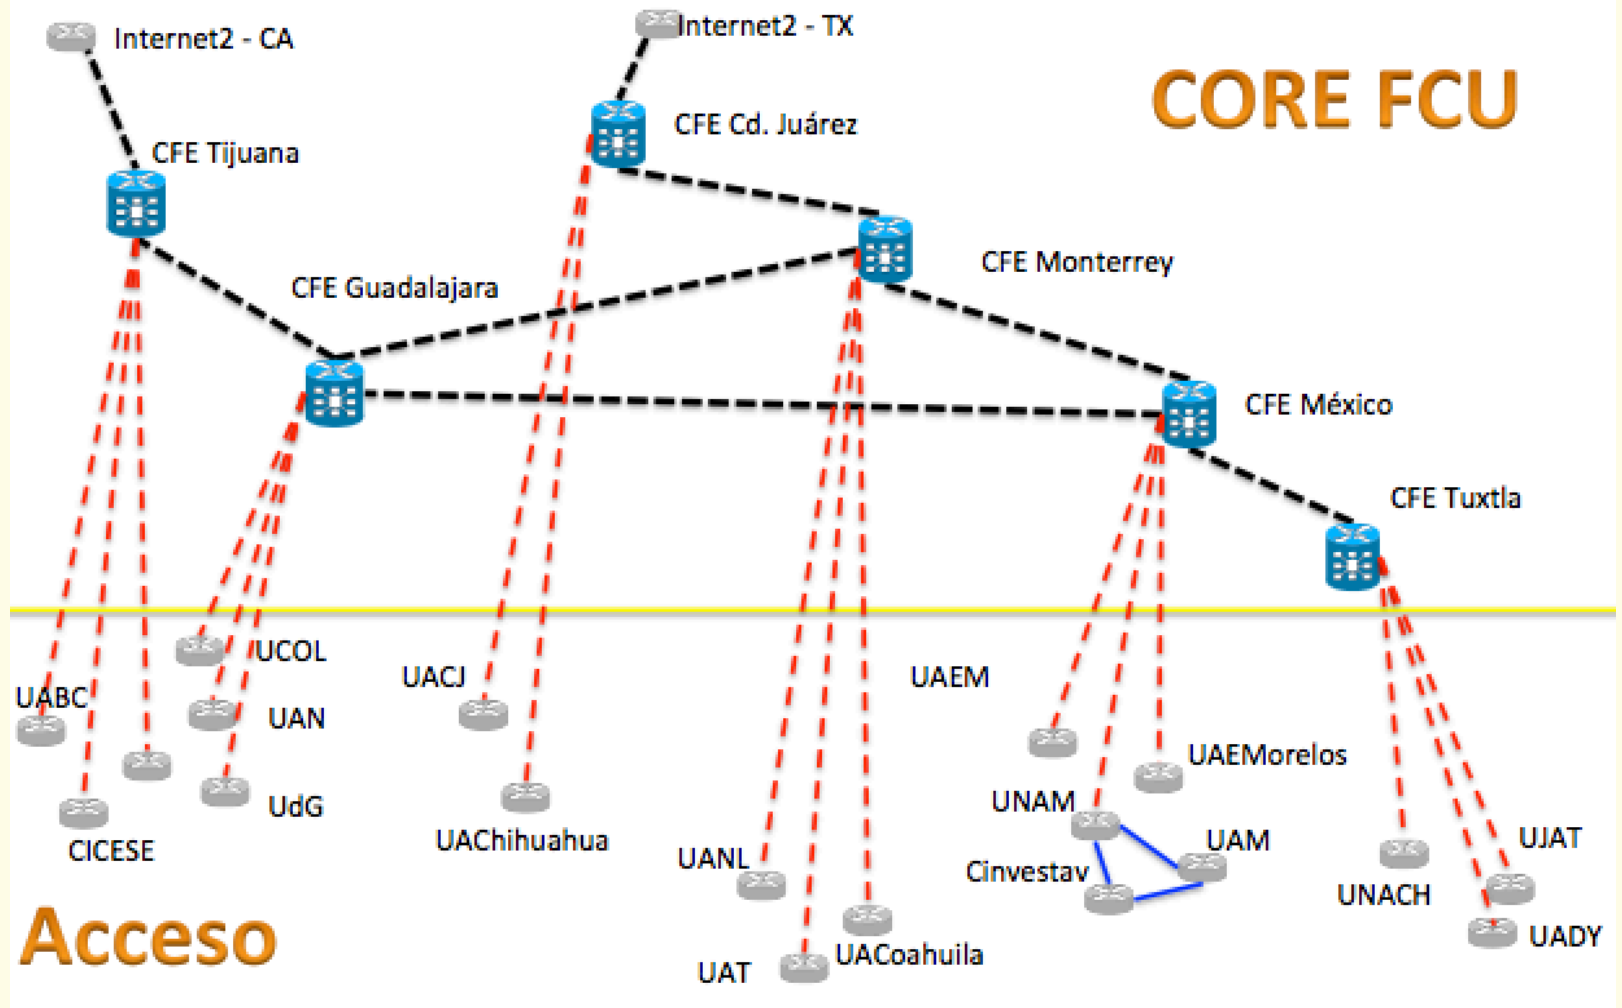 Internet2 - CA
Internet2 - TX
CORE FCU
CFE Cd. Juárez
CFE Tijuana
CFE Monterrey
CFE Guadalajara
CFE México
CFE Tuxtla
UCOL
UACJ
UAEM
UABC
UAN
UAEMorelos
UdG
UNAM
UAChihuahua
UAM
UJAT
CICESE
UANL
Cinvestav
UNACH
Acceso
UADY
UACoahuila
UAT